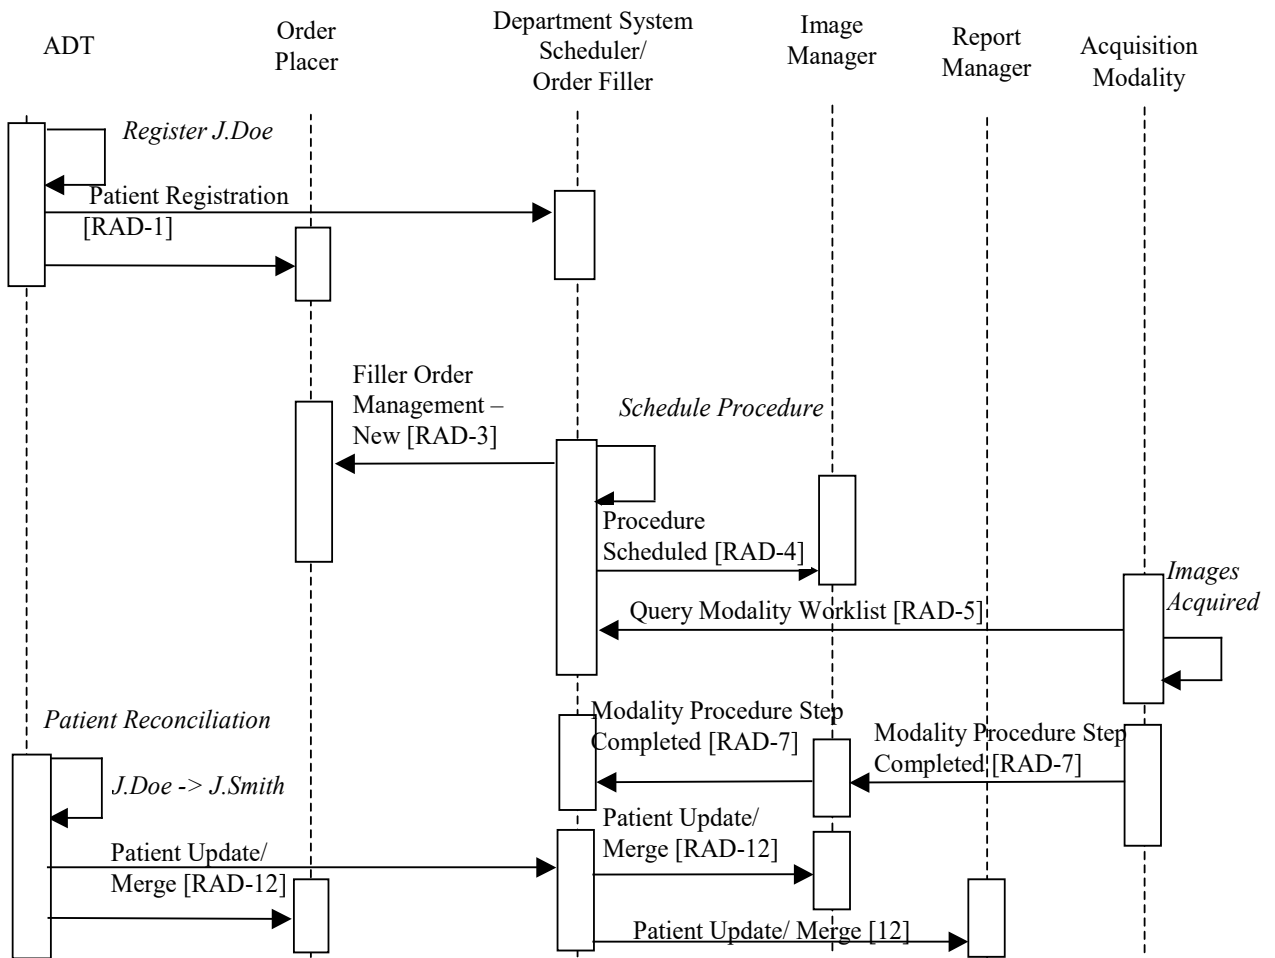 ADT
Order
Placer
Department System
Scheduler/
Order Filler
Image
Manager
Report
Manager
Acquisition
Modality
Register J.Doe
Patient Registration
[RAD-1]
Filler Order
Management –
New [RAD-3]
Schedule Procedure
Procedure
Scheduled [RAD-4]
Images
Acquired
Query Modality Worklist [RAD-5]
Patient Reconciliation
Modality Procedure Step
Completed [RAD-7]
Modality Procedure Step
Completed [RAD-7]
J.Doe -> J.Smith
Patient Update/
Merge [RAD-12]
Patient Update/
Merge [RAD-12]
Patient Update/ Merge [12]